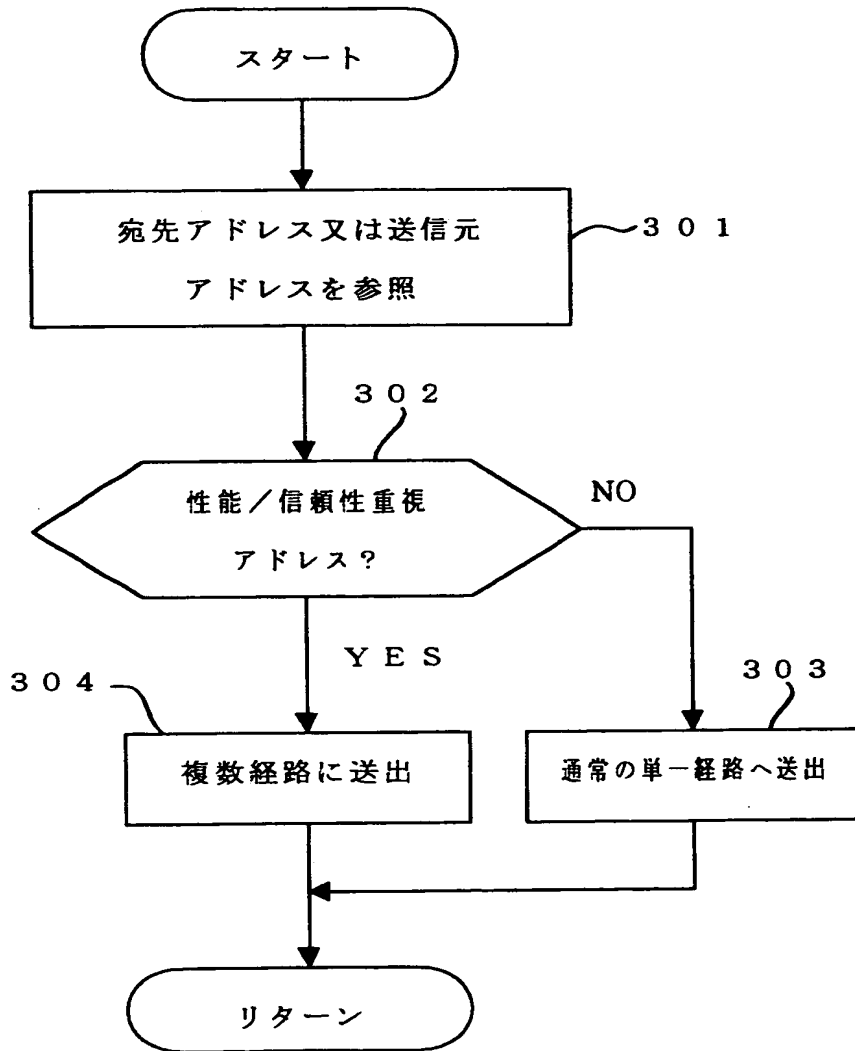 スタート
宛先アドレス又は送信元
アドレスを参照
301
302
性能／信頼性重視
アドレス？
NO
YES
304
303
複数経路に送出
通常の単一経路へ送出
リターン